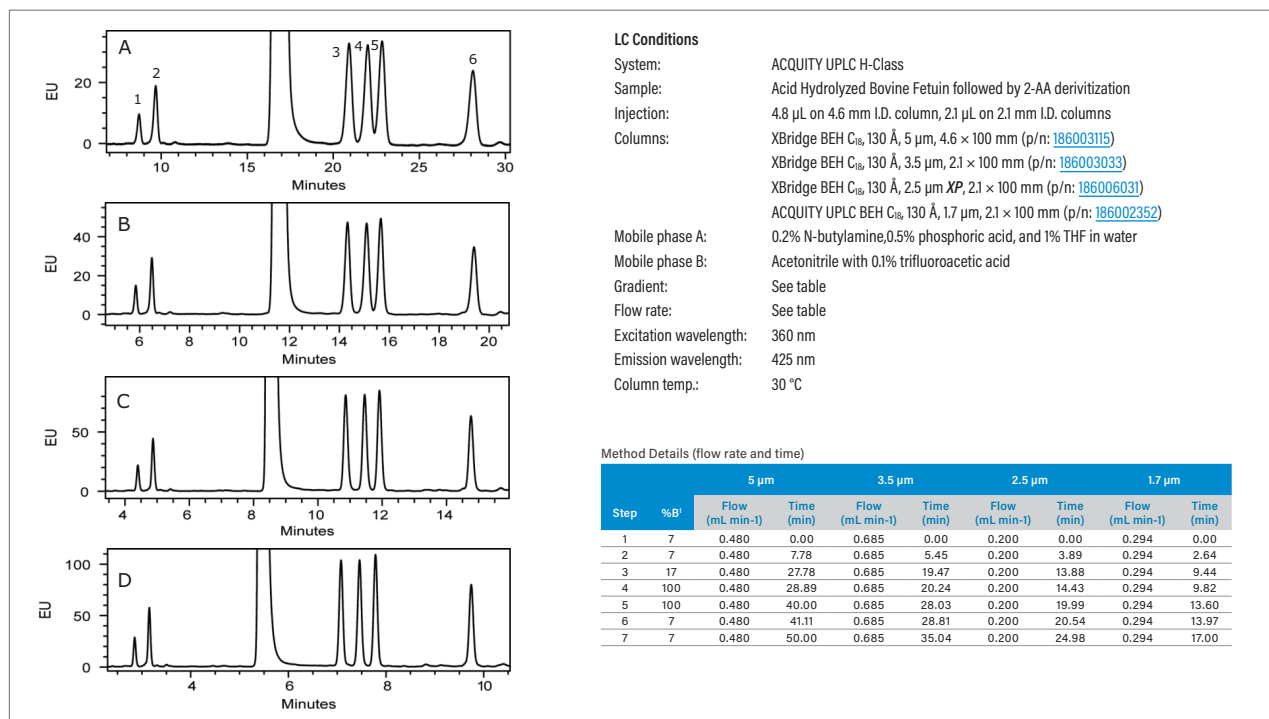 A
1
2
3
4
5
6
20
0
EU
10
15
20
25
30
Minutes
B
40
20
0
EU
6
8
10
12
14
16
18
20
Minutes
C
50
0
EU
4
6
8
10
12
14
Minutes
D
100
50
0
EU
4
6
8
10
Minutes
LC Conditions
System: ACQUITY UPLC H-Class
Sample: Acid Hydrolyzed Bovine Fetuin followed by 2-AA derivitization
Injection: 4.8 µL on 4.6 mm I.D. column, 2.1 µL on 2.1 mm I.D. columns
Columns: XBridge BEH C₁₈, 130 Å, 5 µm, 4.6 × 100 mm (p/n: 186003115)
XBridge BEH C₁₈, 130 Å, 3.5 µm, 2.1 × 100 mm (p/n: 186003033)
XBridge BEH C₁₈, 130 Å, 2.5 µm XP, 2.1 × 100 mm (p/n: 186006031)
ACQUITY UPLC BEH C₁₈, 130 Å, 1.7 µm, 2.1 × 100 mm (p/n: 186002352)
Mobile phase A: 0.2% N-butylamine,0.5% phosphoric acid, and 1% THF in water
Mobile phase B: Acetonitrile with 0.1% trifluoroacetic acid
Gradient: See table
Flow rate: See table
Excitation wavelength: 360 nm
Emission wavelength: 425 nm
Column temp.: 30 °C
Method Details (flow rate and time)
5 µm 3.5 µm 2.5 µm 1.7 µm
Step %B¹ Flow (mL min-1) Time (min) Flow (mL min-1) Time (min) Flow (mL min-1) Time (min) Flow (mL min-1) Time (min)
1 7 0.480 0.00 0.685 0.00 0.200 0.00 0.294 0.00
2 7 0.480 7.78 0.685 5.45 0.200 3.89 0.294 2.64
3 17 0.480 27.78 0.685 19.47 0.200 13.88 0.294 9.44
4 100 0.480 28.89 0.685 20.24 0.200 14.43 0.294 9.82
5 100 0.480 40.00 0.685 28.03 0.200 19.99 0.294 13.60
6 7 0.480 41.11 0.685 28.81 0.200 20.54 0.294 13.97
7 7 0.480 50.00 0.685 35.04 0.200 24.98 0.294 17.00